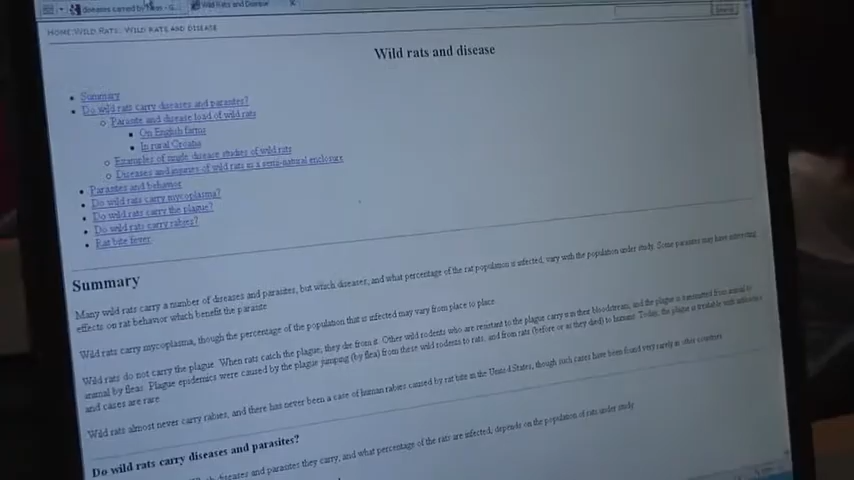 Wild Rats and Disease
HOME: WILD RATS: WILD RATS AND DISEASE
Wild rats and disease
Summary
Do wild rats carry diseases and parasites?
Parasite and disease load of wild rats
On English farms
In rural Croatia
Examples of single disease studies of wild rats
Diseases and injuries of wild rats in a semi-natural enclosure
Parasites and behavior
Do wild rats carry mycoplasma?
Do wild rats carry the plague?
Do wild rats carry rabies?
Rat bite fever
Summary
Many wild rats carry a number of diseases and parasites, but which diseases, and what percentage of the rat population is infected, vary with the population under study. Some parasites may have interesting
effects on rat behavior which benefit the parasite
Wild rats carry mycoplasma, though the percentage of the population that is infected may vary from place to place
Wild rats do not carry the plague. When rats catch the plague, they die from it. Other wild rodents who are resistant to the plague carry it in their bloodstream, and the plague is transmitted from animal to
animal by fleas. Plague epidemics were caused by the plague jumping (by flea) from these wild rodents to rats, and from rats (before or as they died) to humans. Today, the plague is treatable with antibiotics
and cases are rare
Wild rats almost never carry rabies, and there has never been a case of human rabies caused by rat bite in the United States, though such cases have been found very rarely in other countries
Do wild rats carry diseases and parasites?
diseases and parasites they carry, and what percentage of the rats are infected, depends on the population of rats under study